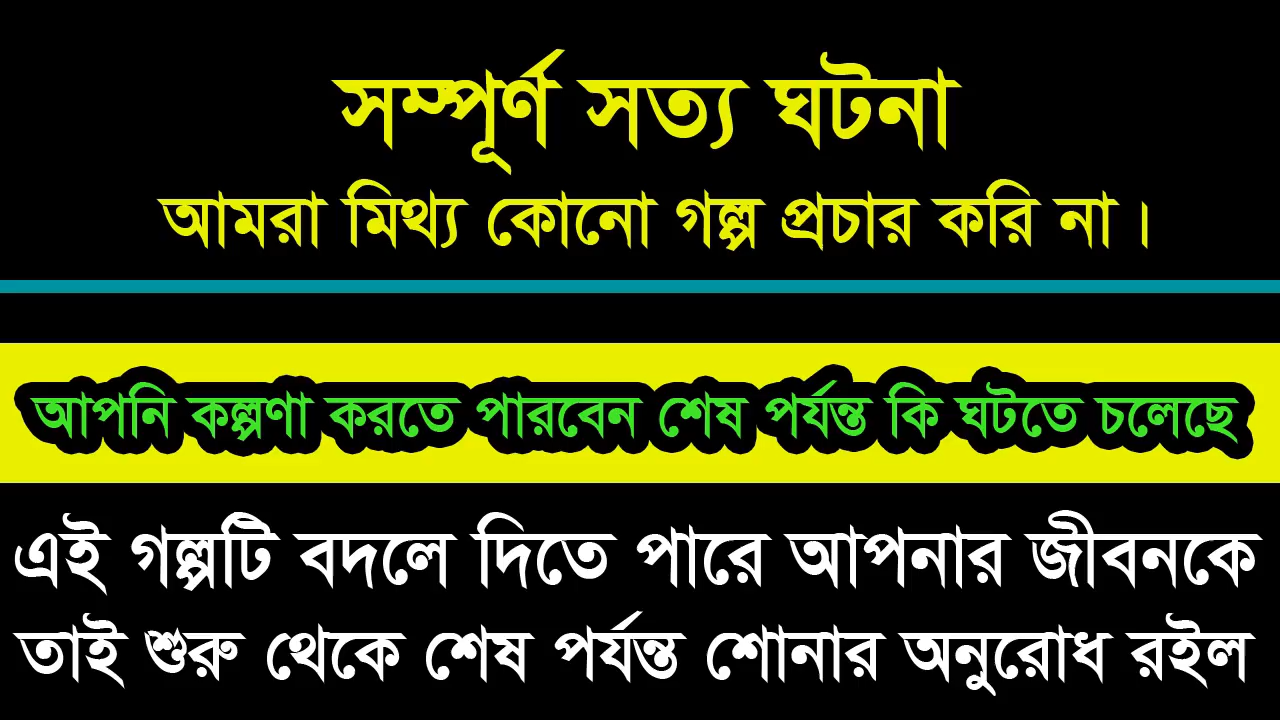 সম্পূর্ণ সত্য ঘটনা
আমরা মিথ্য কোনো গল্প প্রচার করি না।
আপনি কল্পণা করতে পারবেন শেষ পর্যন্ত কি ঘটতে চলেছে
এই গল্পটি বদলে দিতে পারে আপনার জীবনকে
তাই শুরু থেকে শেষ পর্যন্ত শোনার অনুরোধ রইল